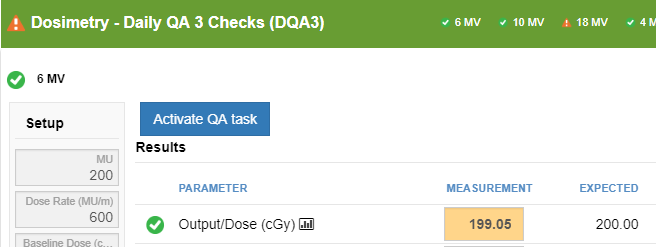 Dosimetry - Daily QA 3 Checks (DQA3)
6 MV 10 MV 18 MV 4 M
6 MV
Setup
Activate QA task
Results
MU
200
PARAMETER MEASUREMENT EXPECTED
Dose Rate (MU/m)
600
Output/Dose (cGy) 199.05 200.00
Baseline Dose (c...